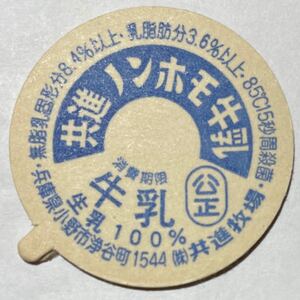 無脂乳固形分8.4%以上・乳脂肪分3.6%以上・85℃15秒間殺菌・
共進ノンホモ牛乳
消費期限
牛乳
公正
生乳100%
兵庫県小野市浄谷町1544 ㈱共進牧場